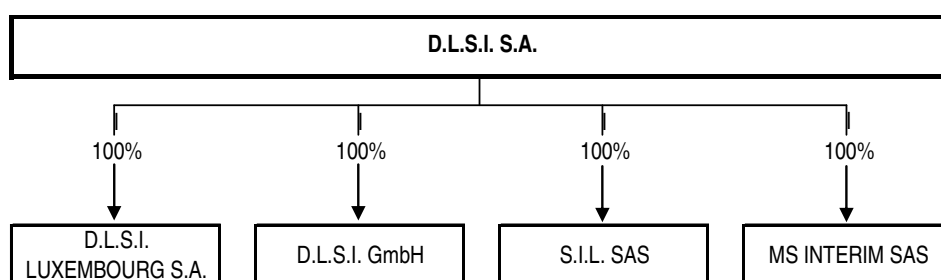 D.L.S.I. S.A.
100%
100%
100%
100%
D.L.S.I.
LUXEMBOURG S.A.
D.L.S.I. GmbH
S.I.L. SAS
MS INTERIM SAS